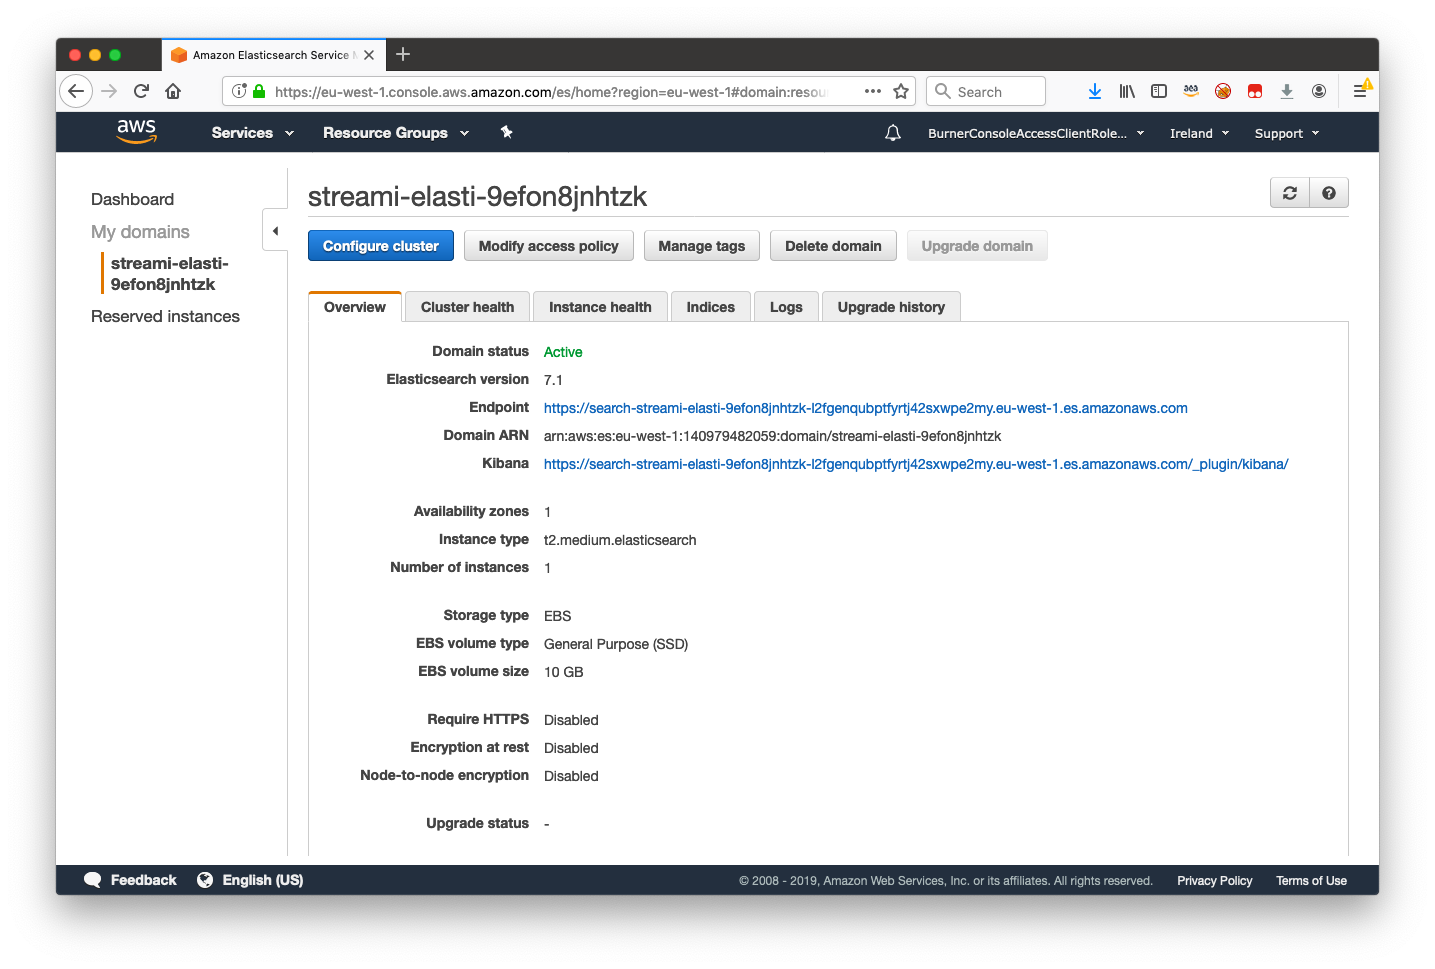 Amazon Elasticsearch Service
https://eu-west-1.console.aws.amazon.com/es/home?region=eu-west-1#domain:resou
Search
aws
Services
Resource Groups
BurnerConsoleAccessClientRole...
Ireland
Support
Dashboard
My domains
streami-elasti-
9efon8jnhtzk
Reserved instances
streami-elasti-9efon8jnhtzk
Configure cluster
Modify access policy
Manage tags
Delete domain
Upgrade domain
Overview
Cluster health
Instance health
Indices
Logs
Upgrade history
Domain status Active
Elasticsearch version 7.1
Endpoint https://search-streami-elasti-9efon8jnhtzk-l2fgenqubptfyrtj42sxwpe2my.eu-west-1.es.amazonaws.com
Domain ARN arn:aws:es:eu-west-1:140979482059:domain/streami-elasti-9efon8jnhtzk
Kibana https://search-streami-elasti-9efon8jnhtzk-l2fgenqubptfyrtj42sxwpe2my.eu-west-1.es.amazonaws.com/_plugin/kibana/
Availability zones 1
Instance type t2.medium.elasticsearch
Number of instances 1
Storage type EBS
EBS volume type General Purpose (SSD)
EBS volume size 10 GB
Require HTTPS Disabled
Encryption at rest Disabled
Node-to-node encryption Disabled
Upgrade status -
Feedback
English (US)
© 2008 - 2019, Amazon Web Services, Inc. or its affiliates. All rights reserved.
Privacy Policy
Terms of Use